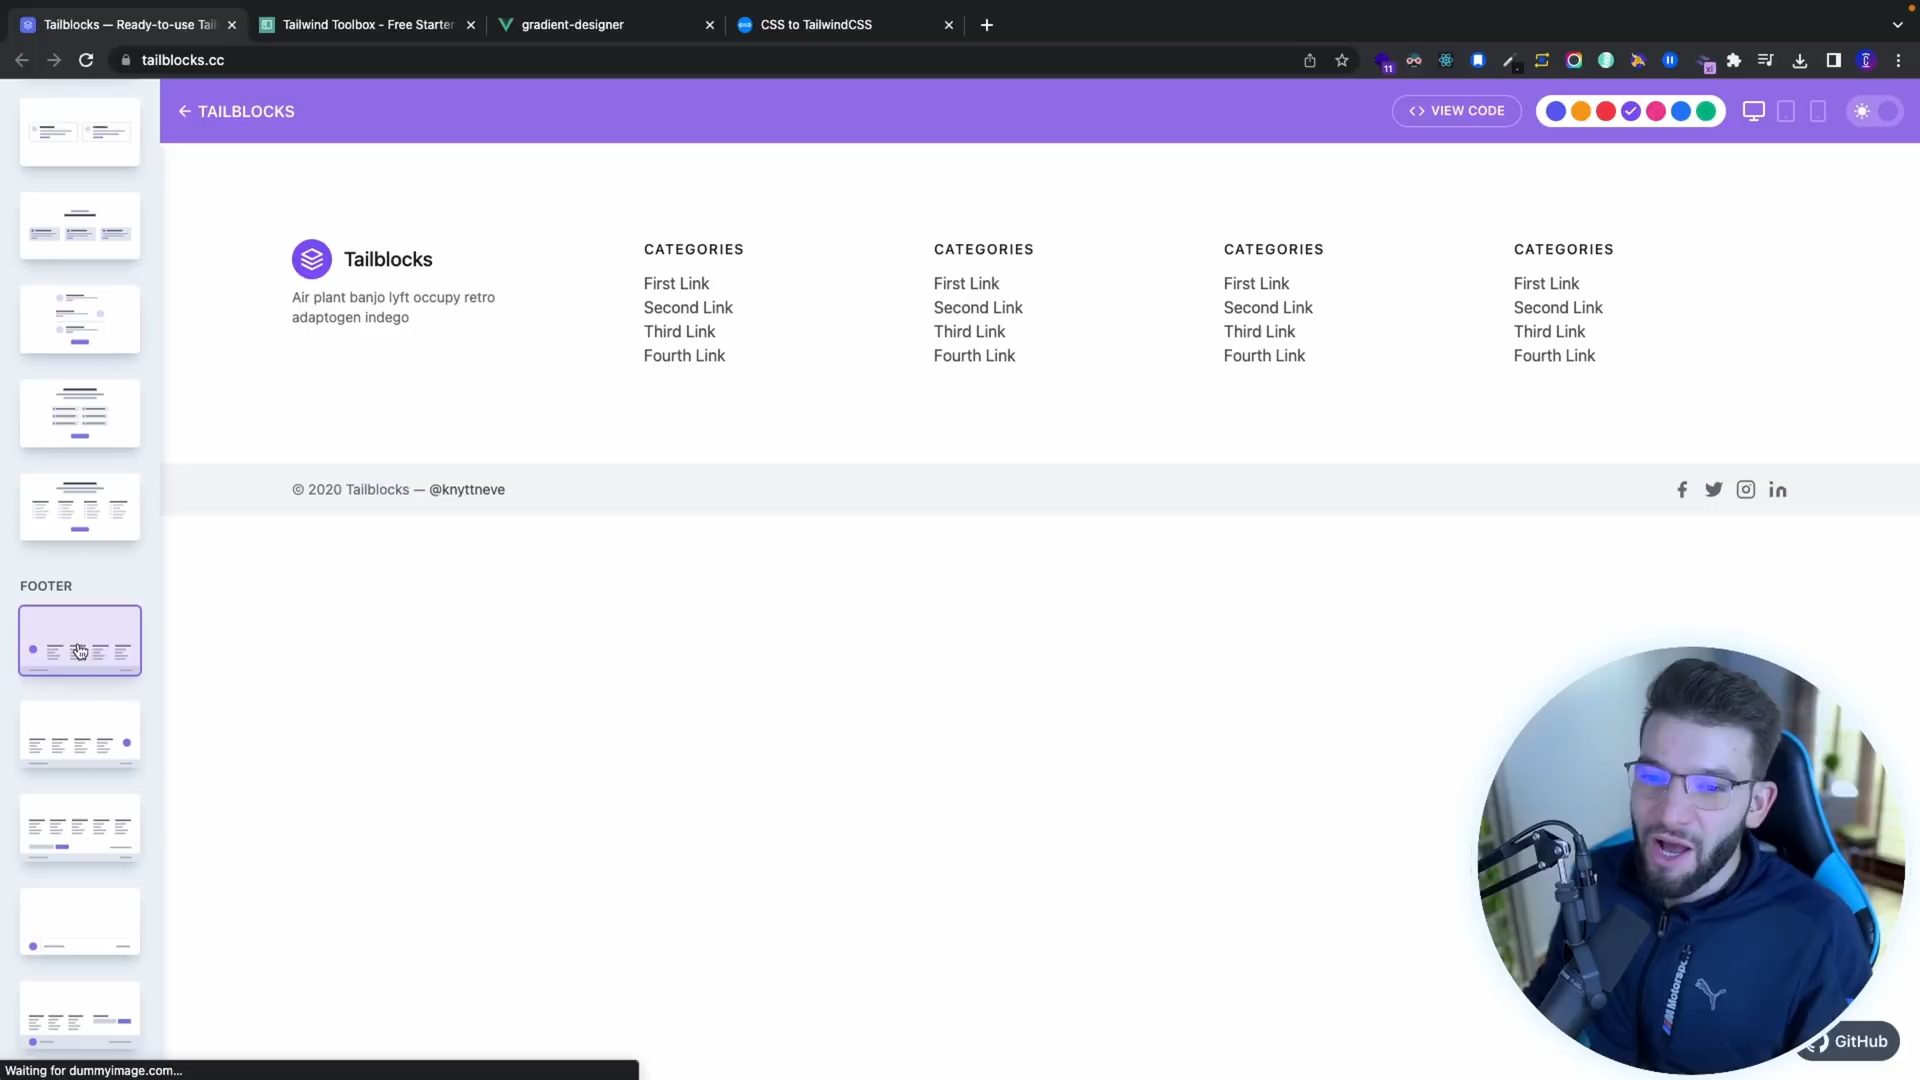 Tailblocks — Ready-to-use Tail
Tailwind Toolbox - Free Starter
gradient-designer
CSS to TailwindCSS
tailblocks.cc
11
xl
TAILBLOCKS
VIEW CODE
Tailblocks
Air plant banjo lyft occupy retro
adaptogen indego
CATEGORIES
First Link
Second Link
Third Link
Fourth Link
CATEGORIES
First Link
Second Link
Third Link
Fourth Link
CATEGORIES
First Link
Second Link
Third Link
Fourth Link
CATEGORIES
First Link
Second Link
Third Link
Fourth Link
© 2020 Tailblocks — @knyttneve
FOOTER
Motorsport
GitHub
Waiting for dummyimage.com...